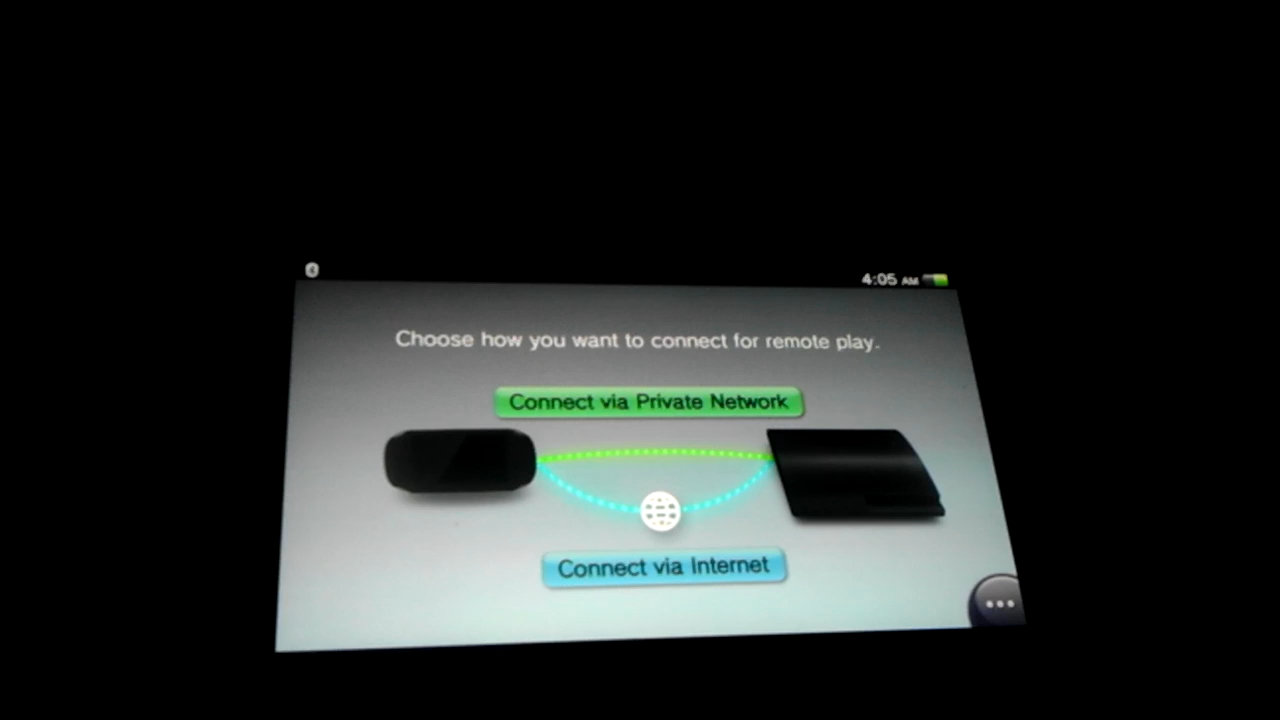 4:05 AM
Choose how you want to connect for remote play.
Connect via Private Network
Connect via Internet